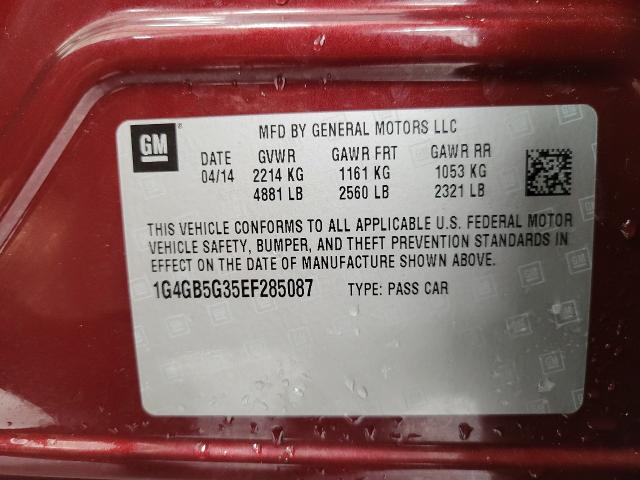 GM
MFD BY GENERAL MOTORS LLC
DATE GVWR GAWR FRT GAWR RR
04/14 2214 KG 1161 KG 1053 KG
4881 LB 2560 LB 2321 LB
THIS VEHICLE CONFORMS TO ALL APPLICABLE U.S. FEDERAL MOTOR
VEHICLE SAFETY, BUMPER, AND THEFT PREVENTION STANDARDS IN
EFFECT ON THE DATE OF MANUFACTURE SHOWN ABOVE.
1G4GB5G35EF285087 TYPE: PASS CAR